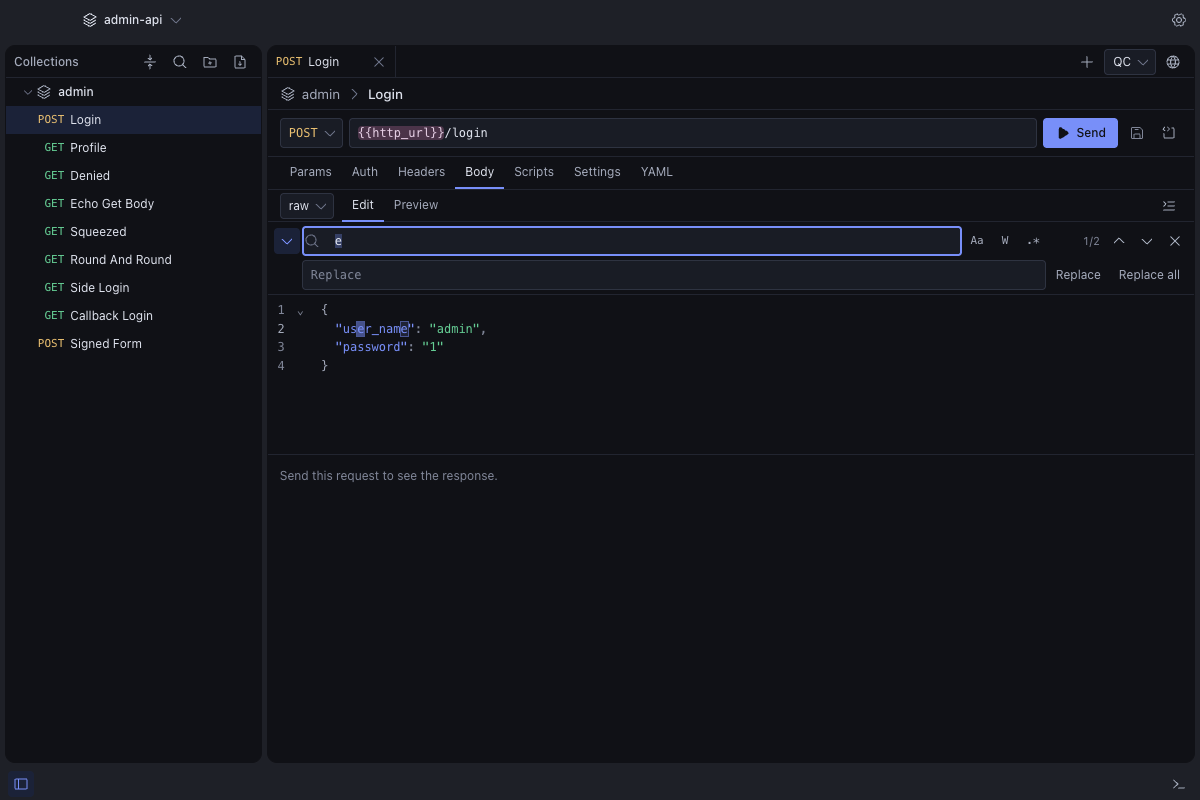 admin-api
Collections
admin
POST Login
GET Profile
GET Denied
GET Echo Get Body
GET Squeezed
GET Round And Round
GET Side Login
GET Callback Login
POST Signed Form
POST Login
QC
admin > Login
POST {{http_url}}/login Send
Params Auth Headers Body Scripts Settings YAML
raw Edit Preview
e Aa W .* 1/2
Replace Replace Replace all
1 {
2 "user_name": "admin",
3 "password": "1"
4 }
Send this request to see the response.